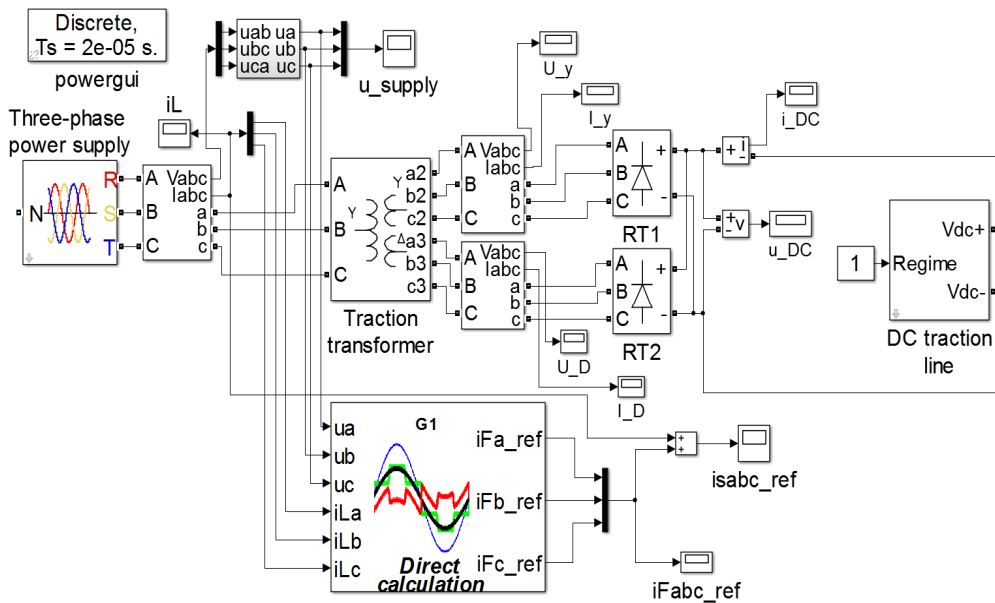 Discrete,
Ts = 2e-05 s.
powergui
uab ua
ubc ub
uca uc
u_supply
U_y
I_y
i_DC
iL
Three-phase
power supply
N
R
S
T
A
B
C
Vabc
Iabc
a
b
c
A
B
C
Y
Y
Δ
a2
b2
c2
a3
b3
c3
Traction
transformer
A
B
C
Vabc
Iabc
a
b
c
A
B
C
+
-
RT1
A
B
C
Vabc
Iabc
a
b
c
A
B
C
+
-
RT2
+ i
-
+
- v
u_DC
1
Regime
Vdc+
Vdc-
DC traction
line
U_D
I_D
G1
ua
ub
uc
iLa
iLb
iLc
iFa_ref
iFb_ref
iFc_ref
Direct
calculation
+
+
isabc_ref
iFabc_ref